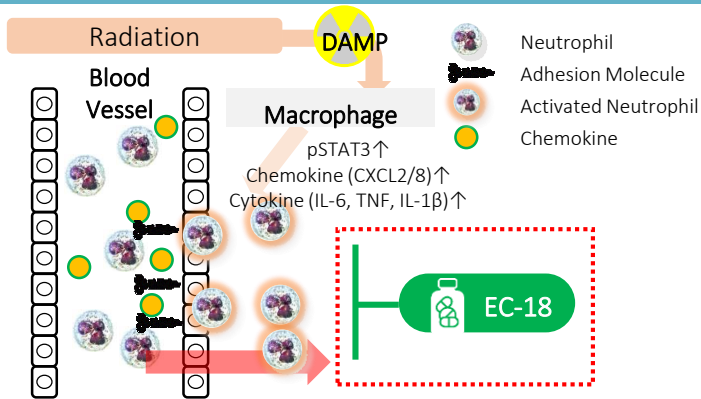 Radiation
DAMP
Blood
Vessel
Macrophage
pSTAT3↑
Chemokine (CXCL2/8)↑
Cytokine (IL-6, TNF, IL-1β)↑
Neutrophil
Adhesion Molecule
Activated Neutrophil
Chemokine
EC-18